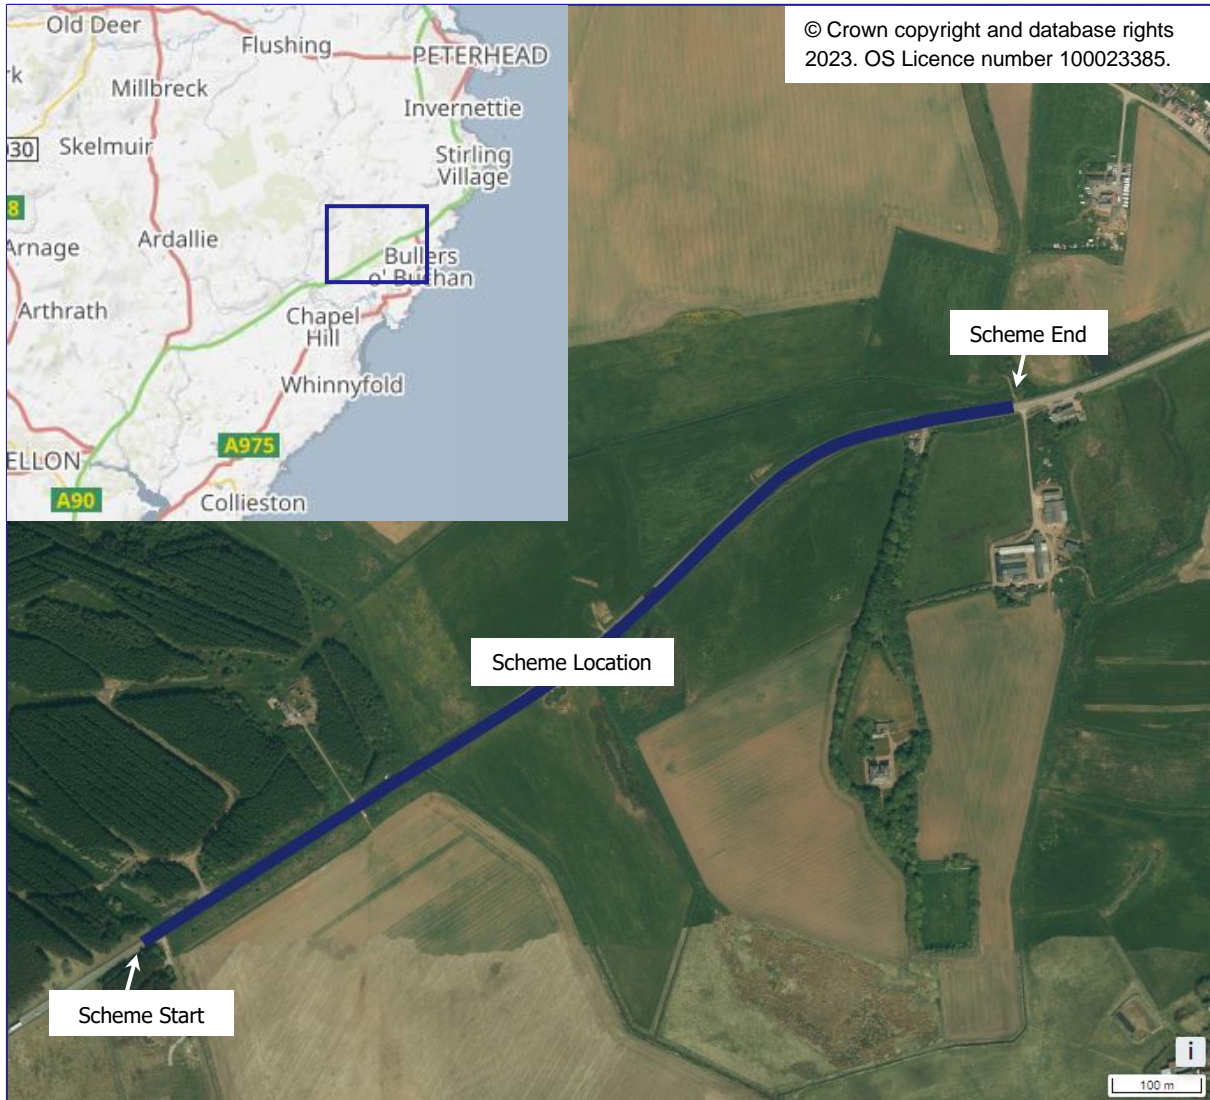 © Crown copyright and database rights
2023. OS Licence number 100023385.
Old Deer
Flushing
PETERHEAD
rk
Millbreck
Invernettie
30
Skelmuir
Stirling
Village
8
Arnage
Ardallie
Bullers
o' Buchan
Arthrath
Chapel
Hill
Whinnyfold
A975
ELLON
A90
Collieston
Scheme End
Scheme Location
Scheme Start
i
100 m